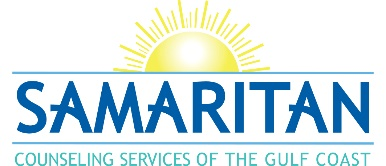 SAMARITAN
COUNSELING SERVICES OF THE GULF COAST